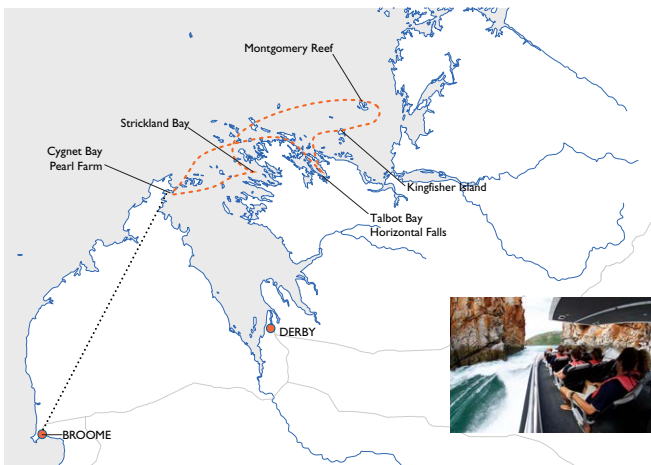 Montgomery Reef
Strickland Bay
Cygnet Bay
Pearl Farm
Kingfisher Island
Talbot Bay
Horizontal Falls
DERBY
BROOME